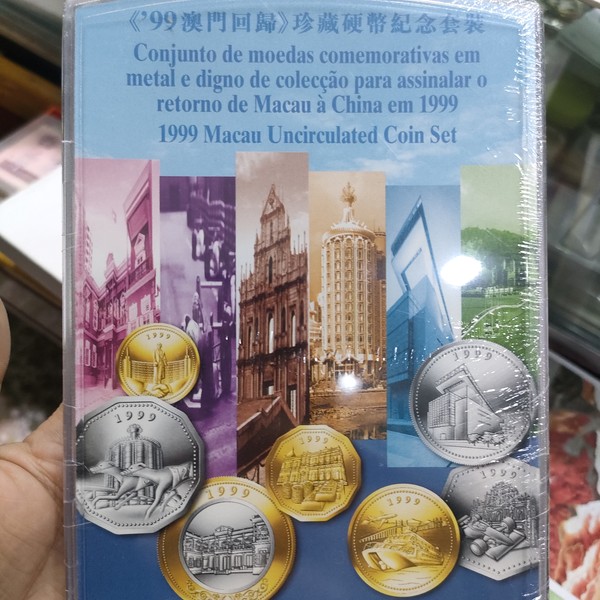 《’99澳門回歸》珍藏硬幣紀念套裝
Conjunto de moedas comemorativas em
metal e digno de colecção para assinalar o
retorno de Macau à China em 1999
1999 Macau Uncirculated Coin Set
1999
1999
1999
1999
1999
1999